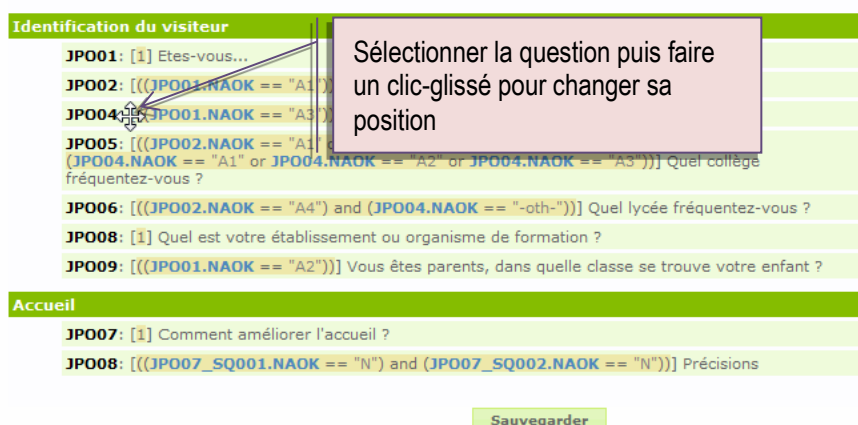 Identification du visiteur
JPO01: [1] Etes-vous...
JPO02: [((JPO01.NAOK == "A1"))
JPO04: [((JPO01.NAOK == "A3"))
JPO05: [((JPO02.NAOK == "A1"
(JPO04.NAOK == "A1" or JPO04.NAOK == "A2" or JPO04.NAOK == "A3"))] Quel collège
fréquentez-vous ?
JPO06: [((JPO02.NAOK == "A4") and (JPO04.NAOK == "-oth-"))] Quel lycée fréquentez-vous ?
JPO08: [1] Quel est votre établissement ou organisme de formation ?
JPO09: [((JPO01.NAOK == "A2"))] Vous êtes parents, dans quelle classe se trouve votre enfant ?
Sélectionner la question puis faire
un clic-glissé pour changer sa
position
Accueil
JPO07: [1] Comment améliorer l'accueil ?
JPO08: [((JPO07_SQ001.NAOK == "N") and (JPO07_SQ002.NAOK == "N"))] Précisions
Sauvegarder